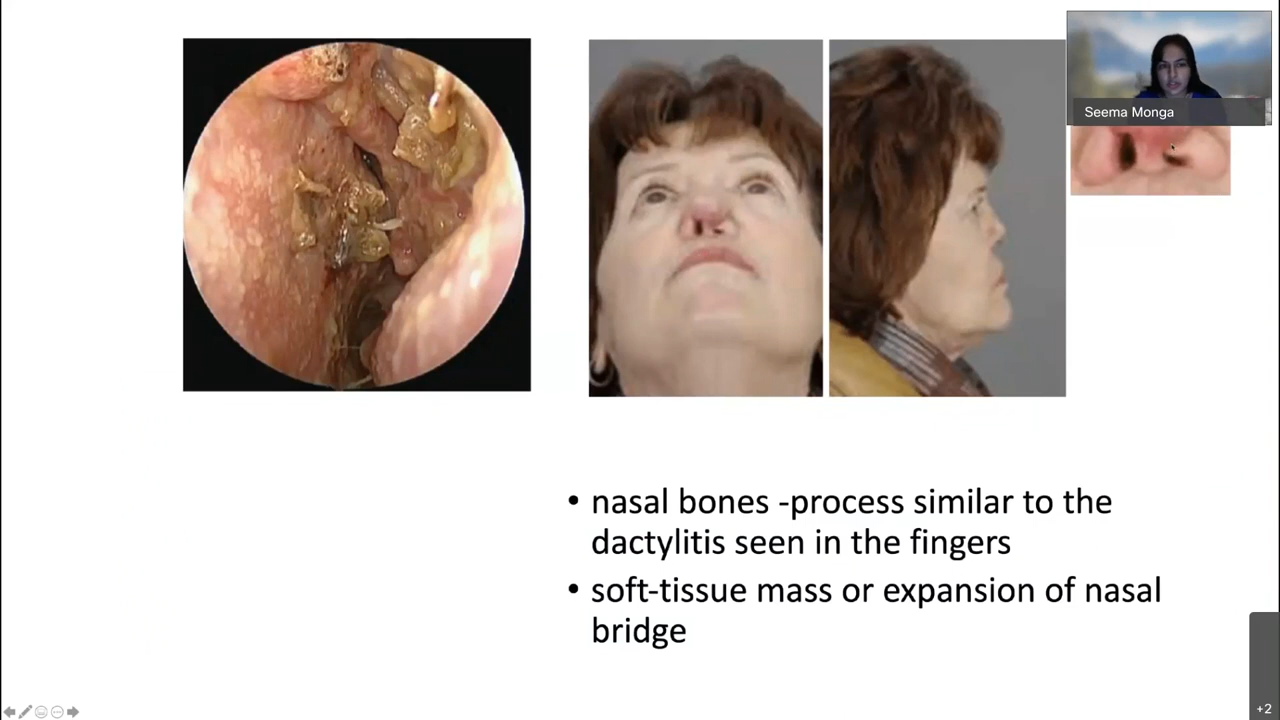 Seema Monga
• nasal bones -process similar to the
dactylitis seen in the fingers
• soft-tissue mass or expansion of nasal
bridge
+2